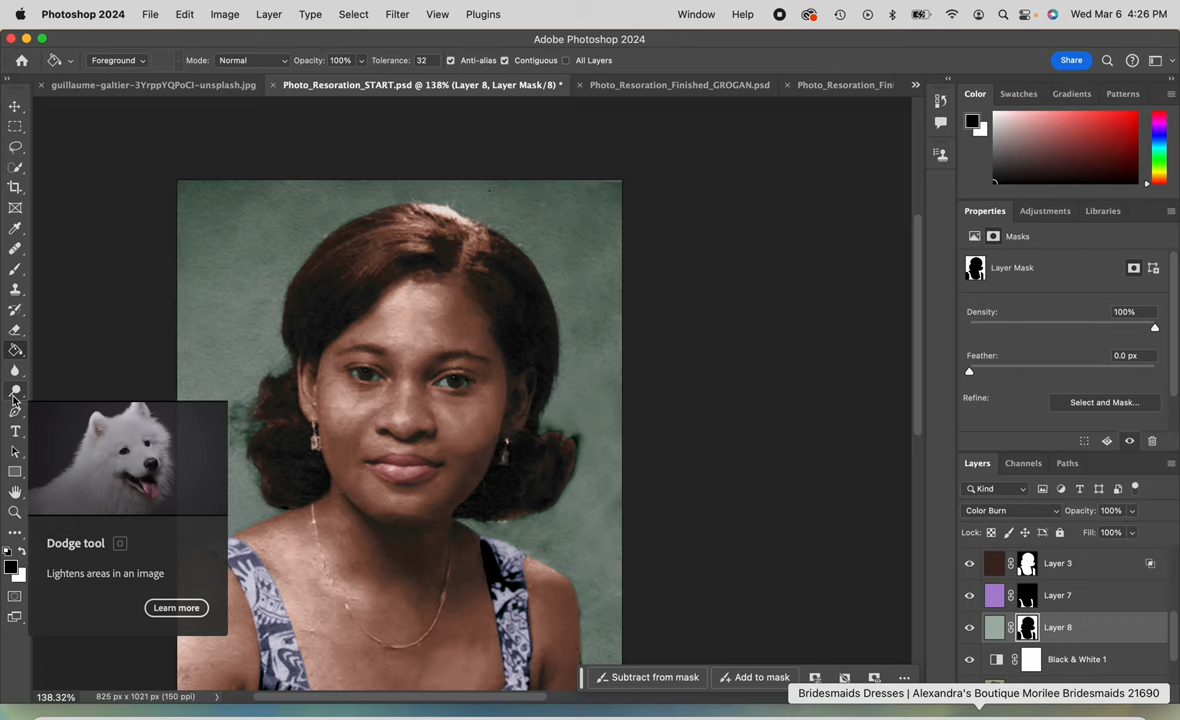 Photoshop 2024 File Edit Image Layer Type Select Filter View Plugins Window Help Wed Mar 6 4:26 PM
Adobe Photoshop 2024
Foreground Mode: Normal Opacity: 100% Tolerance: 32 Anti-alias Contiguous All Layers Share
guillaume-galtier-3YrppYQPoCI-unsplash.jpg Photo_Resoration_START.psd @ 138% (Layer 8, Layer Mask/8) * Photo_Resoration_Finished_GROGAN.psd Photo_Resoration_Fini
Color Swatches Gradients Patterns
Properties Adjustments Libraries
Masks
Layer Mask
Density: 100%
Feather: 0.0 px
Refine: Select and Mask...
Layers Channels Paths
Kind
Color Burn Opacity: 100%
Lock: Fill: 100%
Layer 3
Layer 7
Layer 8
Black & White 1
Dodge tool O
Lightens areas in an image
Learn more
Subtract from mask Add to mask
Bridesmaids Dresses | Alexandra's Boutique Morilee Bridesmaids 21690
138.32% 825 px x 1021 px (150 ppi)